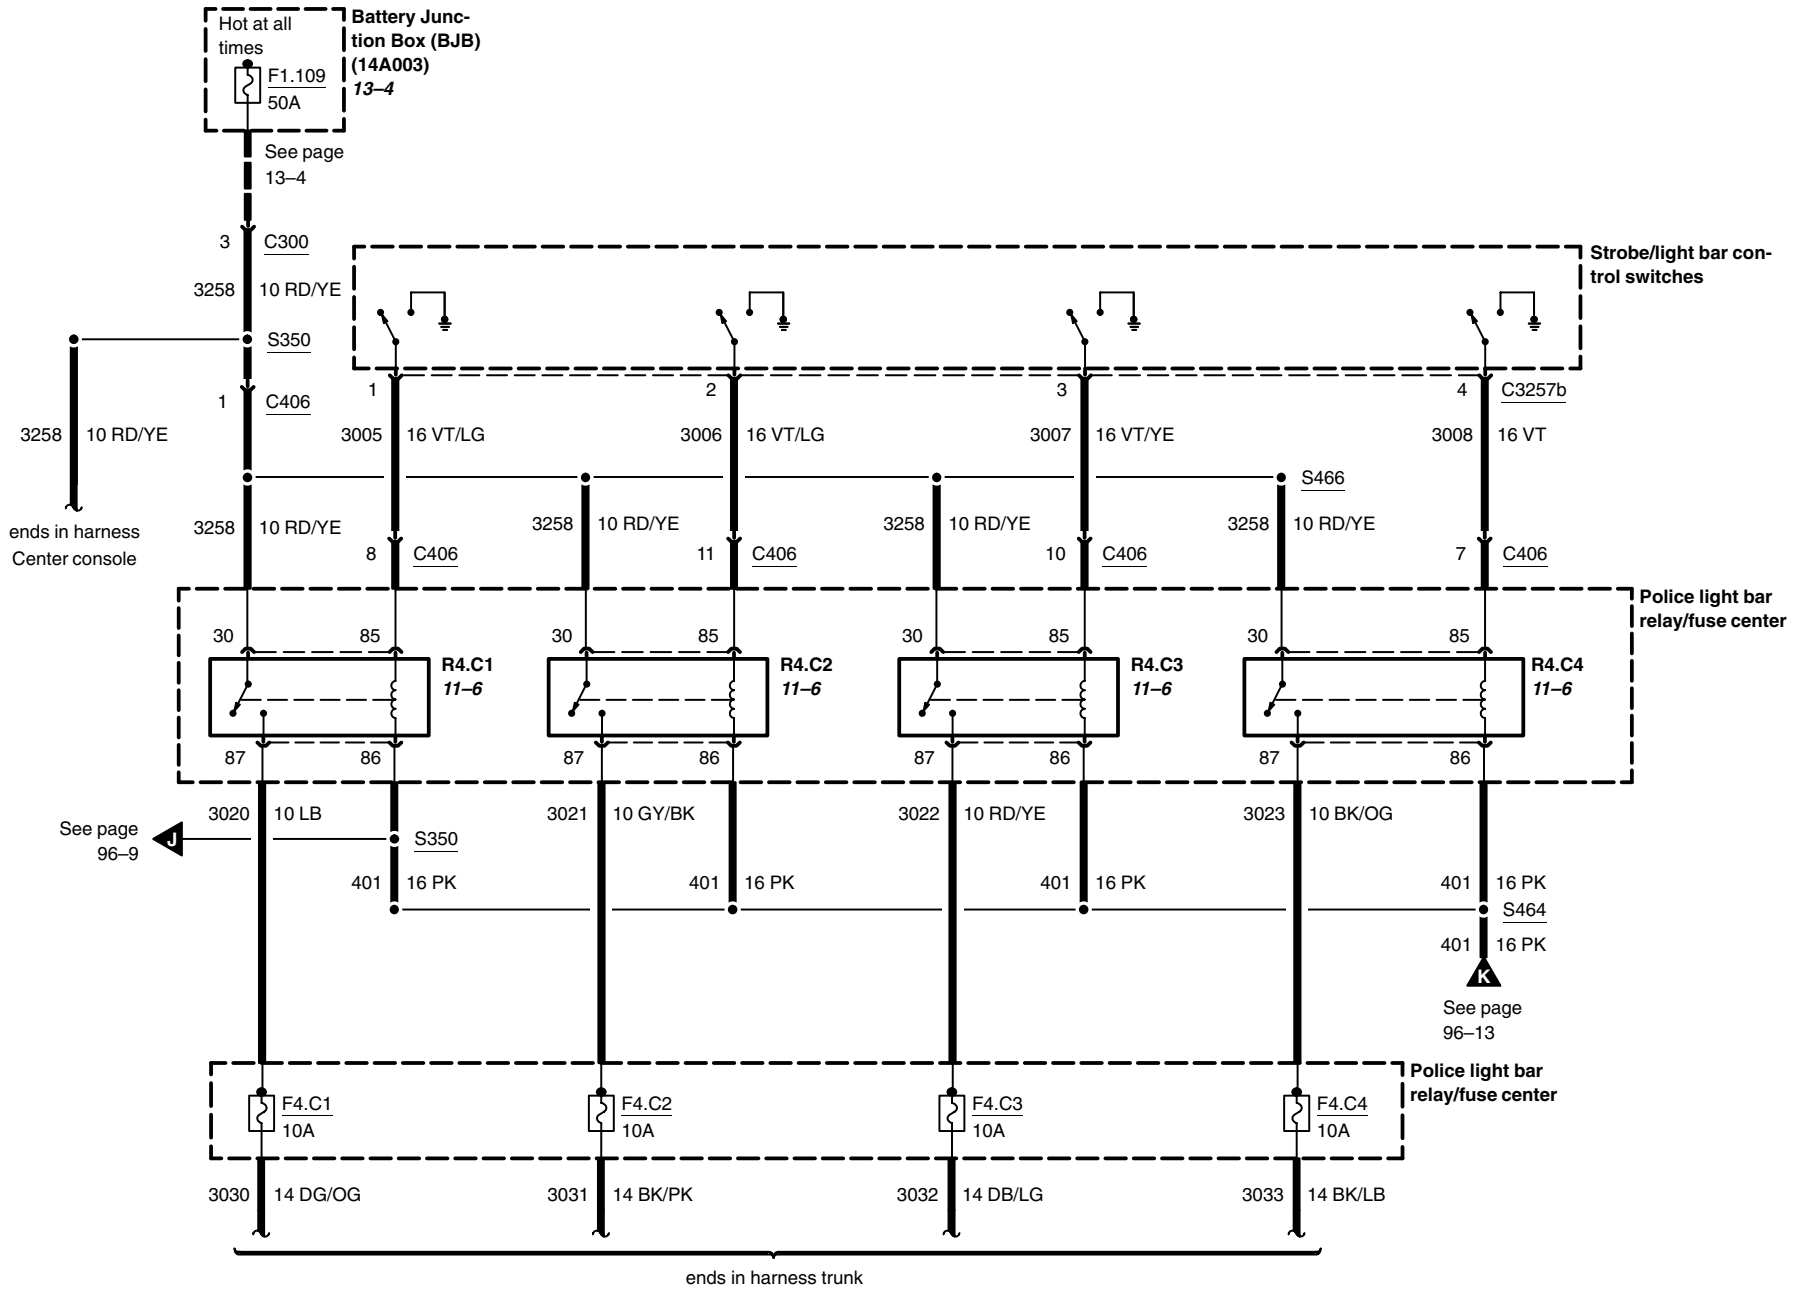 Hot at all
times
F1.109
50A
Battery Junc-
tion Box (BJB)
(14A003)
13–4
See page
13–4
3 C300
3258 10 RD/YE
S350
1 C406
3258 10 RD/YE
ends in harness
Center console
Strobe/light bar con-
trol switches
1 2 3 4 C3257b
3005 16 VT/LG 3006 16 VT/LG 3007 16 VT/YE 3008 16 VT
S466
3258 10 RD/YE 3258 10 RD/YE 3258 10 RD/YE 3258 10 RD/YE
8 C406 11 C406 10 C406 7 C406
Police light bar
relay/fuse center
30 85 30 85 30 85 30 85
R4.C1 R4.C2 R4.C3 R4.C4
11–6 11–6 11–6 11–6
87 86 87 86 87 86 87 86
3020 10 LB 3021 10 GY/BK 3022 10 RD/YE 3023 10 BK/OG
See page
96–9
J
S350
401 16 PK 401 16 PK 401 16 PK 401 16 PK
S464
401 16 PK
K
See page
96–13
Police light bar
relay/fuse center
F4.C1 F4.C2 F4.C3 F4.C4
10A 10A 10A 10A
3030 14 DG/OG 3031 14 BK/PK 3032 14 DB/LG 3033 14 BK/LB
ends in harness trunk